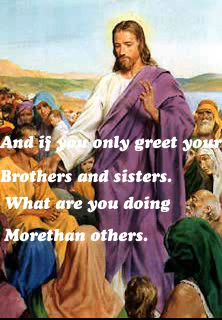 And if you only greet your
Brothers and sisters.
What are you doing
Morethan others.